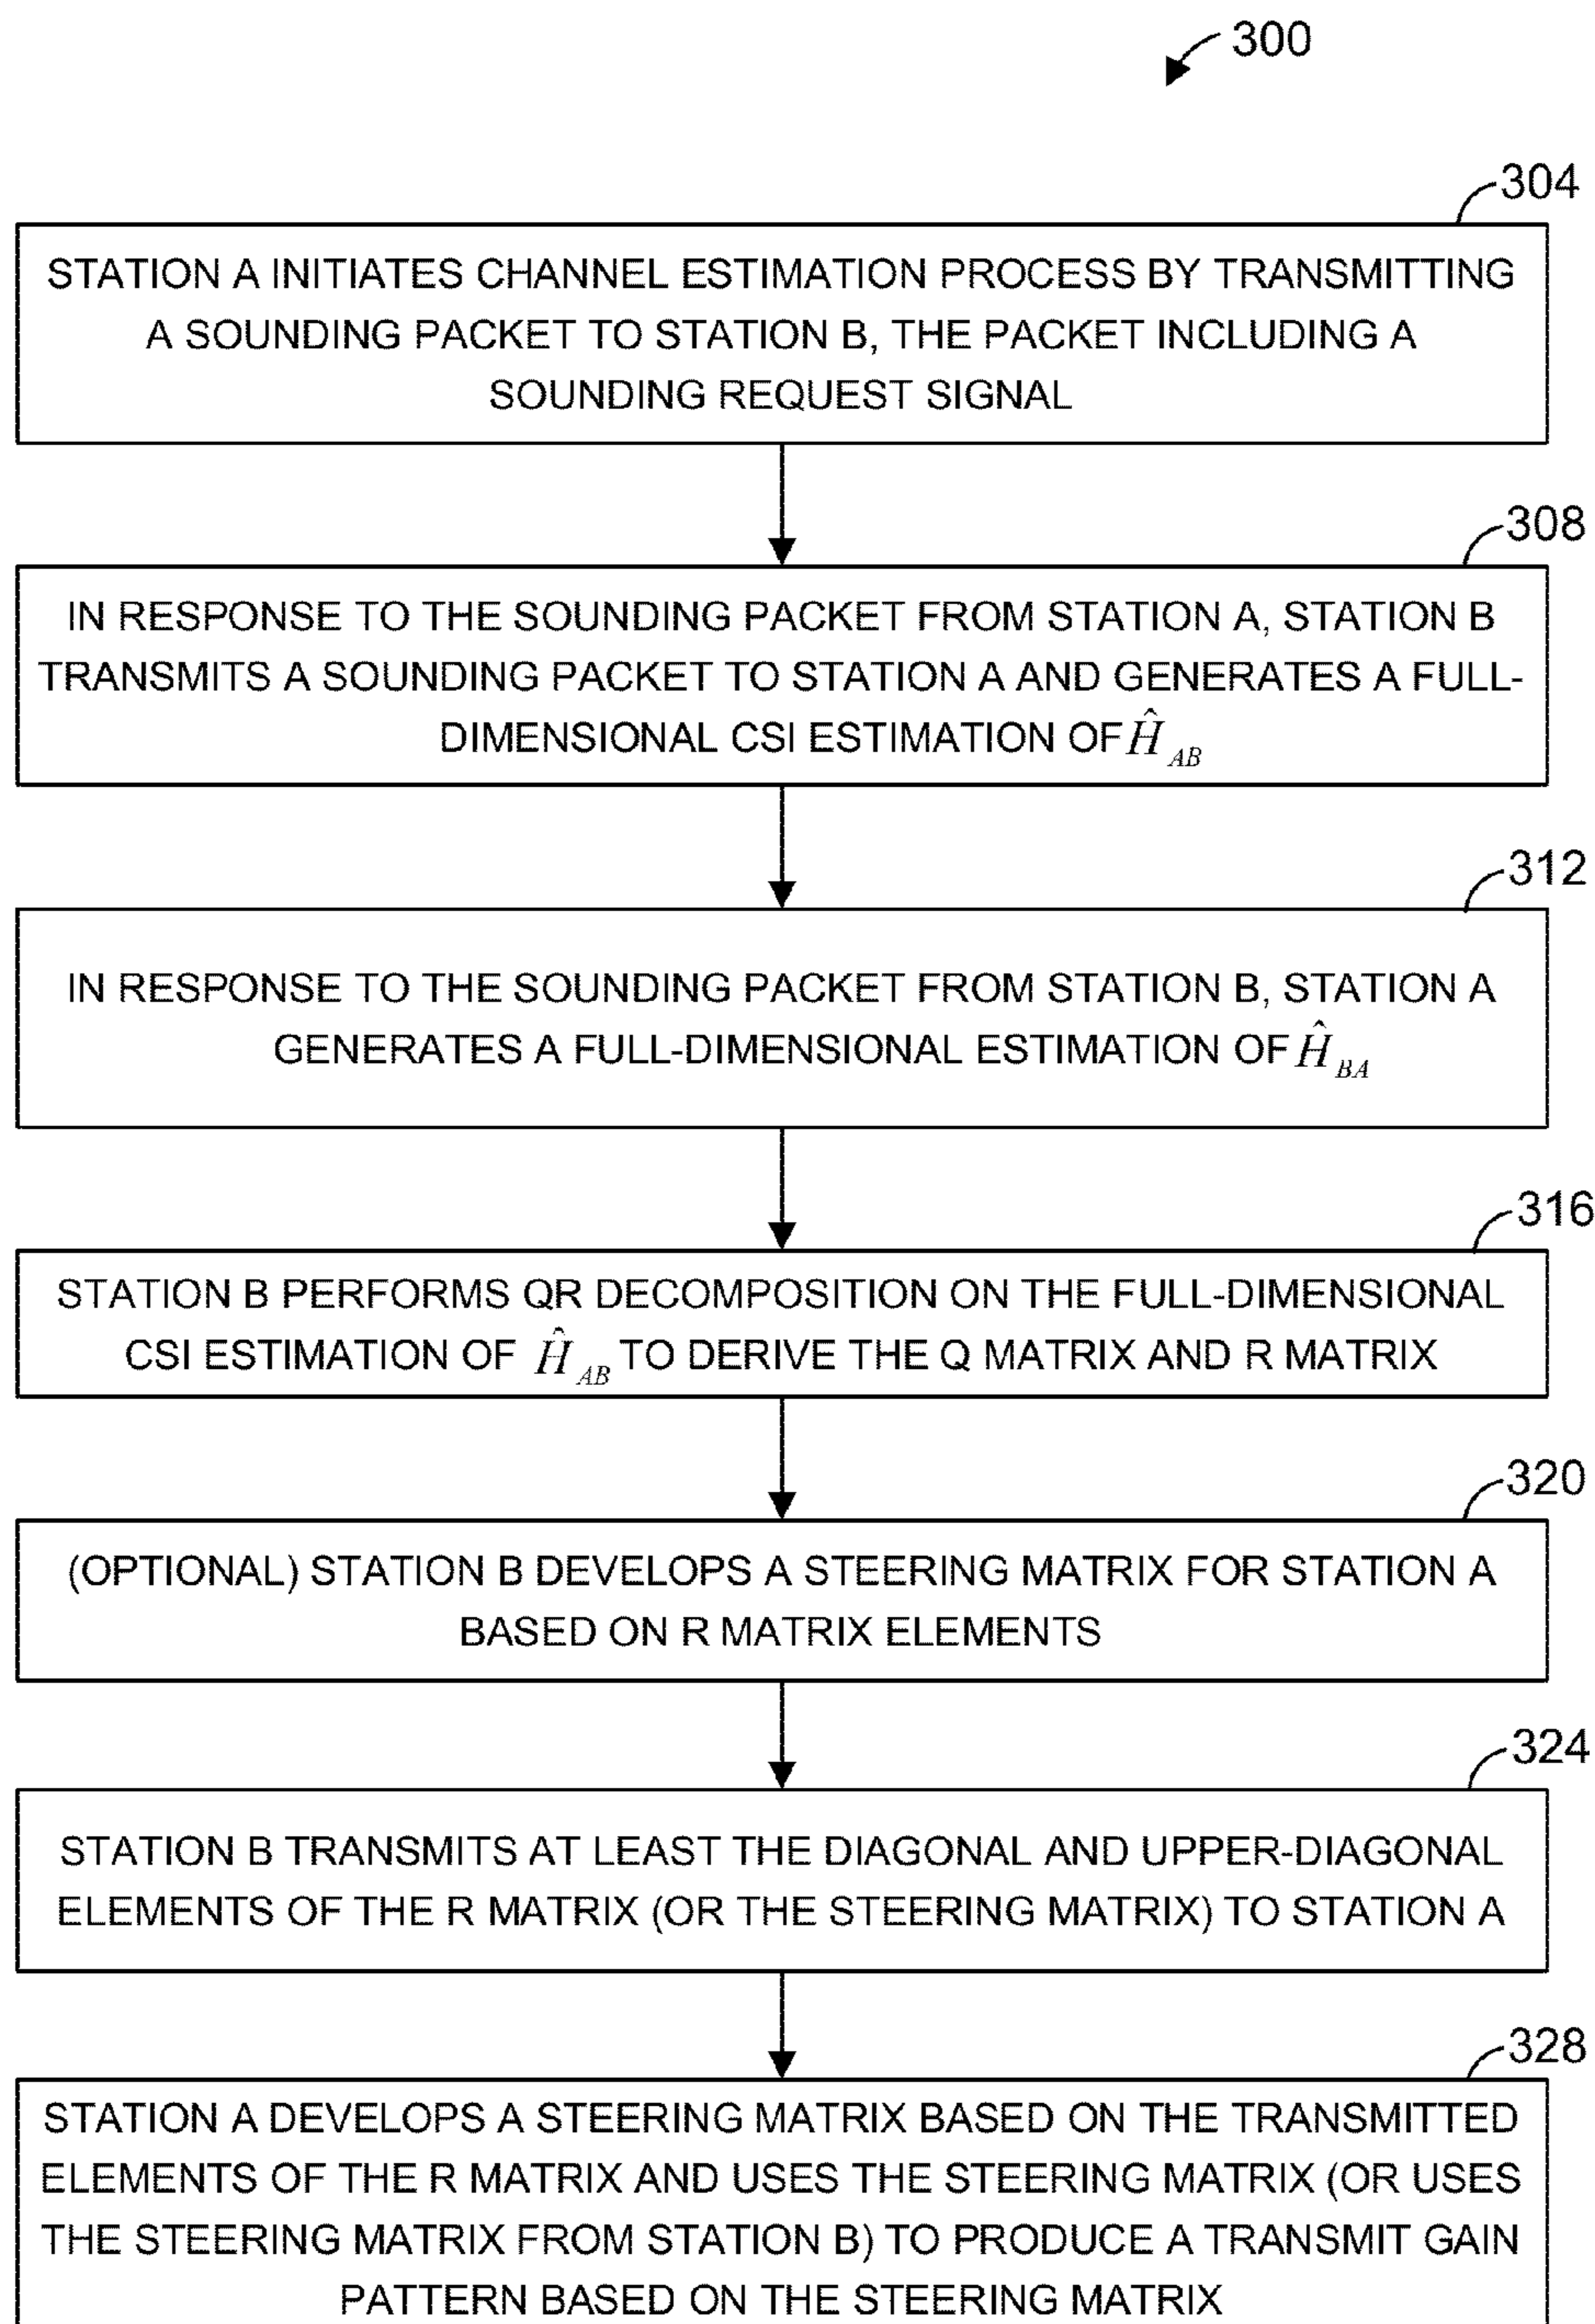 300
304
STATION A INITIATES CHANNEL ESTIMATION PROCESS BY TRANSMITTING
A SOUNDING PACKET TO STATION B, THE PACKET INCLUDING A
SOUNDING REQUEST SIGNAL
308
IN RESPONSE TO THE SOUNDING PACKET FROM STATION A, STATION B
TRANSMITS A SOUNDING PACKET TO STATION A AND GENERATES A FULL-
DIMENSIONAL CSI ESTIMATION OF Ĥ_AB
312
IN RESPONSE TO THE SOUNDING PACKET FROM STATION B, STATION A
GENERATES A FULL-DIMENSIONAL ESTIMATION OF Ĥ_BA
316
STATION B PERFORMS QR DECOMPOSITION ON THE FULL-DIMENSIONAL
CSI ESTIMATION OF Ĥ_AB TO DERIVE THE Q MATRIX AND R MATRIX
320
(OPTIONAL) STATION B DEVELOPS A STEERING MATRIX FOR STATION A
BASED ON R MATRIX ELEMENTS
324
STATION B TRANSMITS AT LEAST THE DIAGONAL AND UPPER-DIAGONAL
ELEMENTS OF THE R MATRIX (OR THE STEERING MATRIX) TO STATION A
328
STATION A DEVELOPS A STEERING MATRIX BASED ON THE TRANSMITTED
ELEMENTS OF THE R MATRIX AND USES THE STEERING MATRIX (OR USES
THE STEERING MATRIX FROM STATION B) TO PRODUCE A TRANSMIT GAIN
PATTERN BASED ON THE STEERING MATRIX